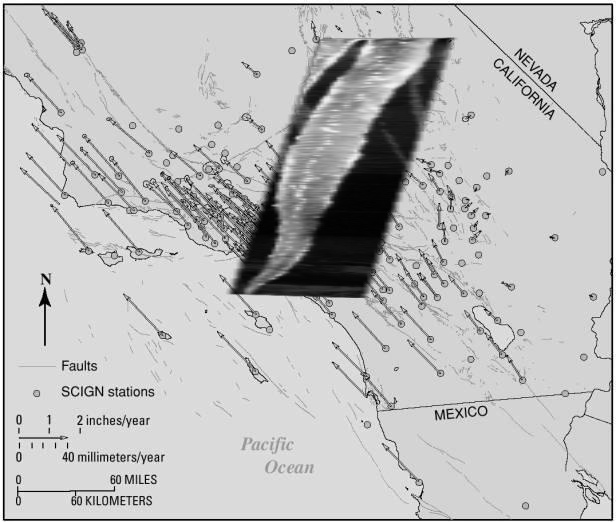 NEVADA
CALIFORNIA
N
Faults
SCIGN stations
0 1 2 inches/year
0 40 millimeters/year
0 60 MILES
0 60 KILOMETERS
MEXICO
Pacific
Ocean